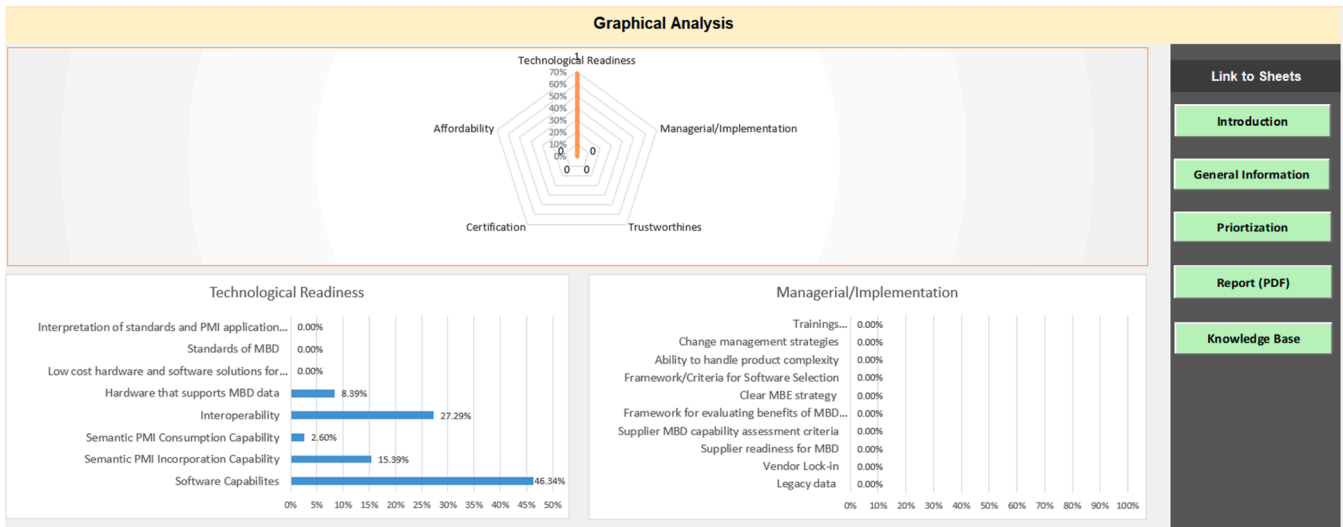 Graphical Analysis
1
Technological Readiness
70%
60%
50%
40%
30%
20%
10%
0%
Affordability
Managerial/Implementation
0
0
0
0
Certification
Trustworthines
Link to Sheets
Introduction
General Information
Priortization
Report (PDF)
Knowledge Base
Technological Readiness
Interpretation of standards and PMI application... 0.00%
Standards of MBD 0.00%
Low cost hardware and software solutions for... 0.00%
Hardware that supports MBD data 8.39%
Interoperability 27.29%
Semantic PMI Consumption Capability 2.60%
Semantic PMI Incorporation Capability 15.39%
Software Capabilites 46.34%
0% 5% 10% 15% 20% 25% 30% 35% 40% 45% 50%
Managerial/Implementation
Trainings... 0.00%
Change management strategies 0.00%
Ability to handle product complexity 0.00%
Framework/Criteria for Software Selection 0.00%
Clear MBE strategy 0.00%
Framework for evaluating benefits of MBD... 0.00%
Supplier MBD capability assessment criteria 0.00%
Supplier readiness for MBD 0.00%
Vendor Lock-in 0.00%
Legacy data 0.00%
0% 10% 20% 30% 40% 50% 60% 70% 80% 90% 100%